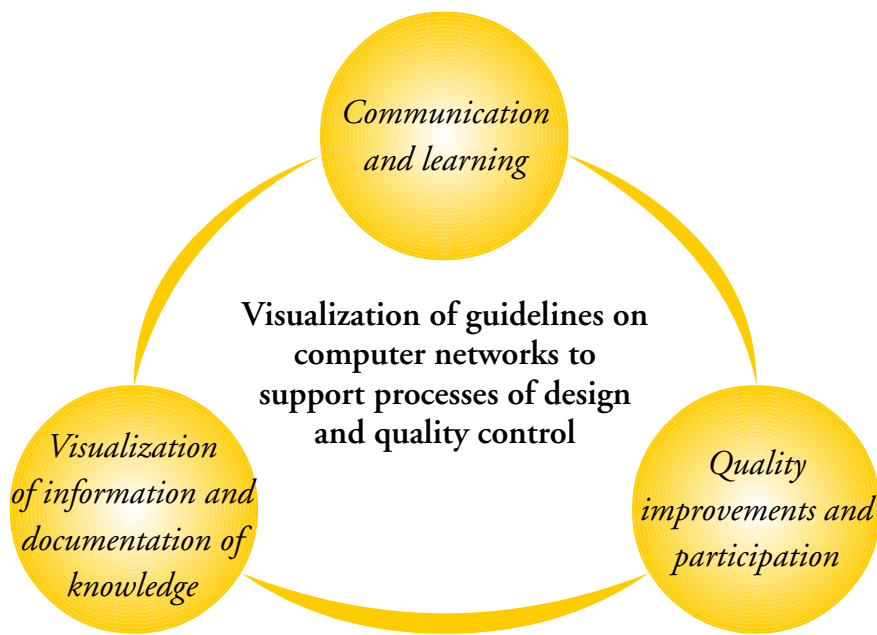 Communication
and learning
Visualization of guidelines on
computer networks to
support processes of design
and quality control
Visualization
of information and
documentation of
knowledge
Quality
improvements and
participation